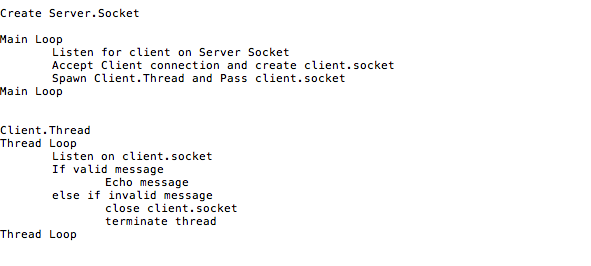 Create Server.Socket
Main Loop
Listen for client on Server Socket
Accept Client connection and create client.socket
Spawn Client.Thread and Pass client.socket
Main Loop
Client.Thread
Thread Loop
Listen on client.socket
If valid message
Echo message
else if invalid message
close client.socket
terminate thread
Thread Loop